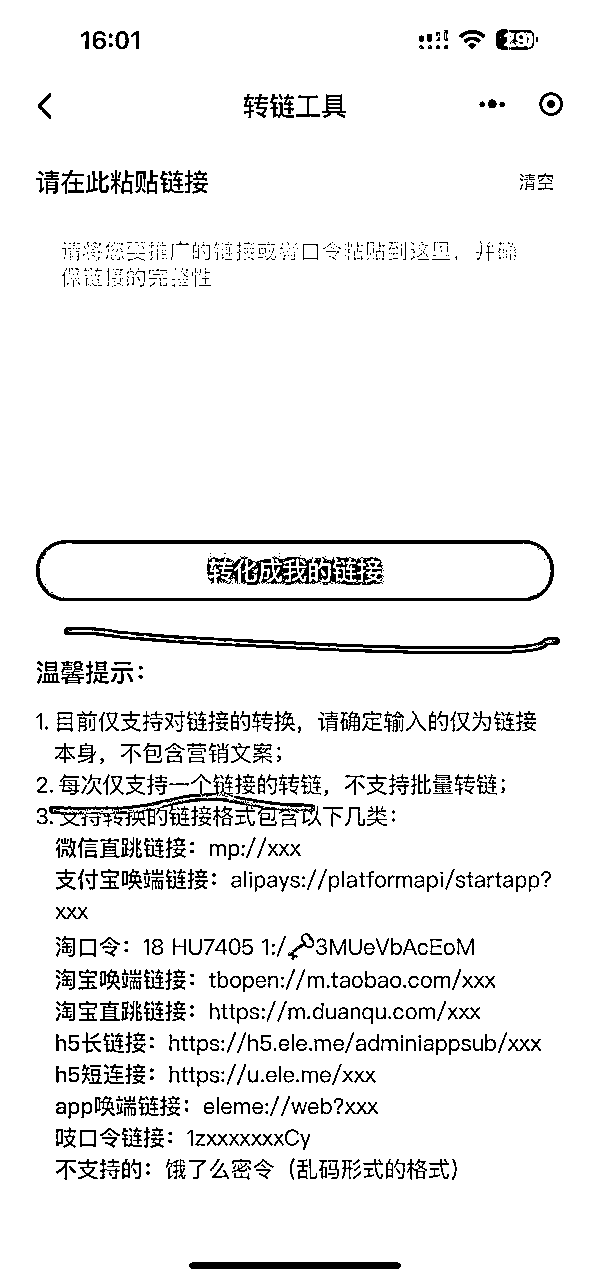 16:01
转链工具
请在此粘贴链接 清空
请将您要推广的链接或者口令粘贴到这里，并确
保链接的完整性
转化成我的链接
温馨提示：
1. 目前仅支持对链接的转换，请确定输入的仅为链接
本身，不包含营销文案；
2. 每次仅支持一个链接的转链，不支持批量转链；
3. 支持转换的链接格式包含以下几类：
微信直跳链接：mp://xxx
支付宝唤端链接：alipays://platformapi/startapp?
xxx
淘口令：18 HU7405 1:/🔑3MUeVbAcEoM
淘宝唤端链接：tbopen://m.taobao.com/xxx
淘宝直跳链接：https://m.duanqu.com/xxx
h5长链接：https://h5.ele.me/adminiappsub/xxx
h5短连接：https://u.ele.me/xxx
app唤端链接：eleme://web?xxx
吱口令链接：1zxxxxxxxCy
不支持的：饿了么密令（乱码形式的格式）